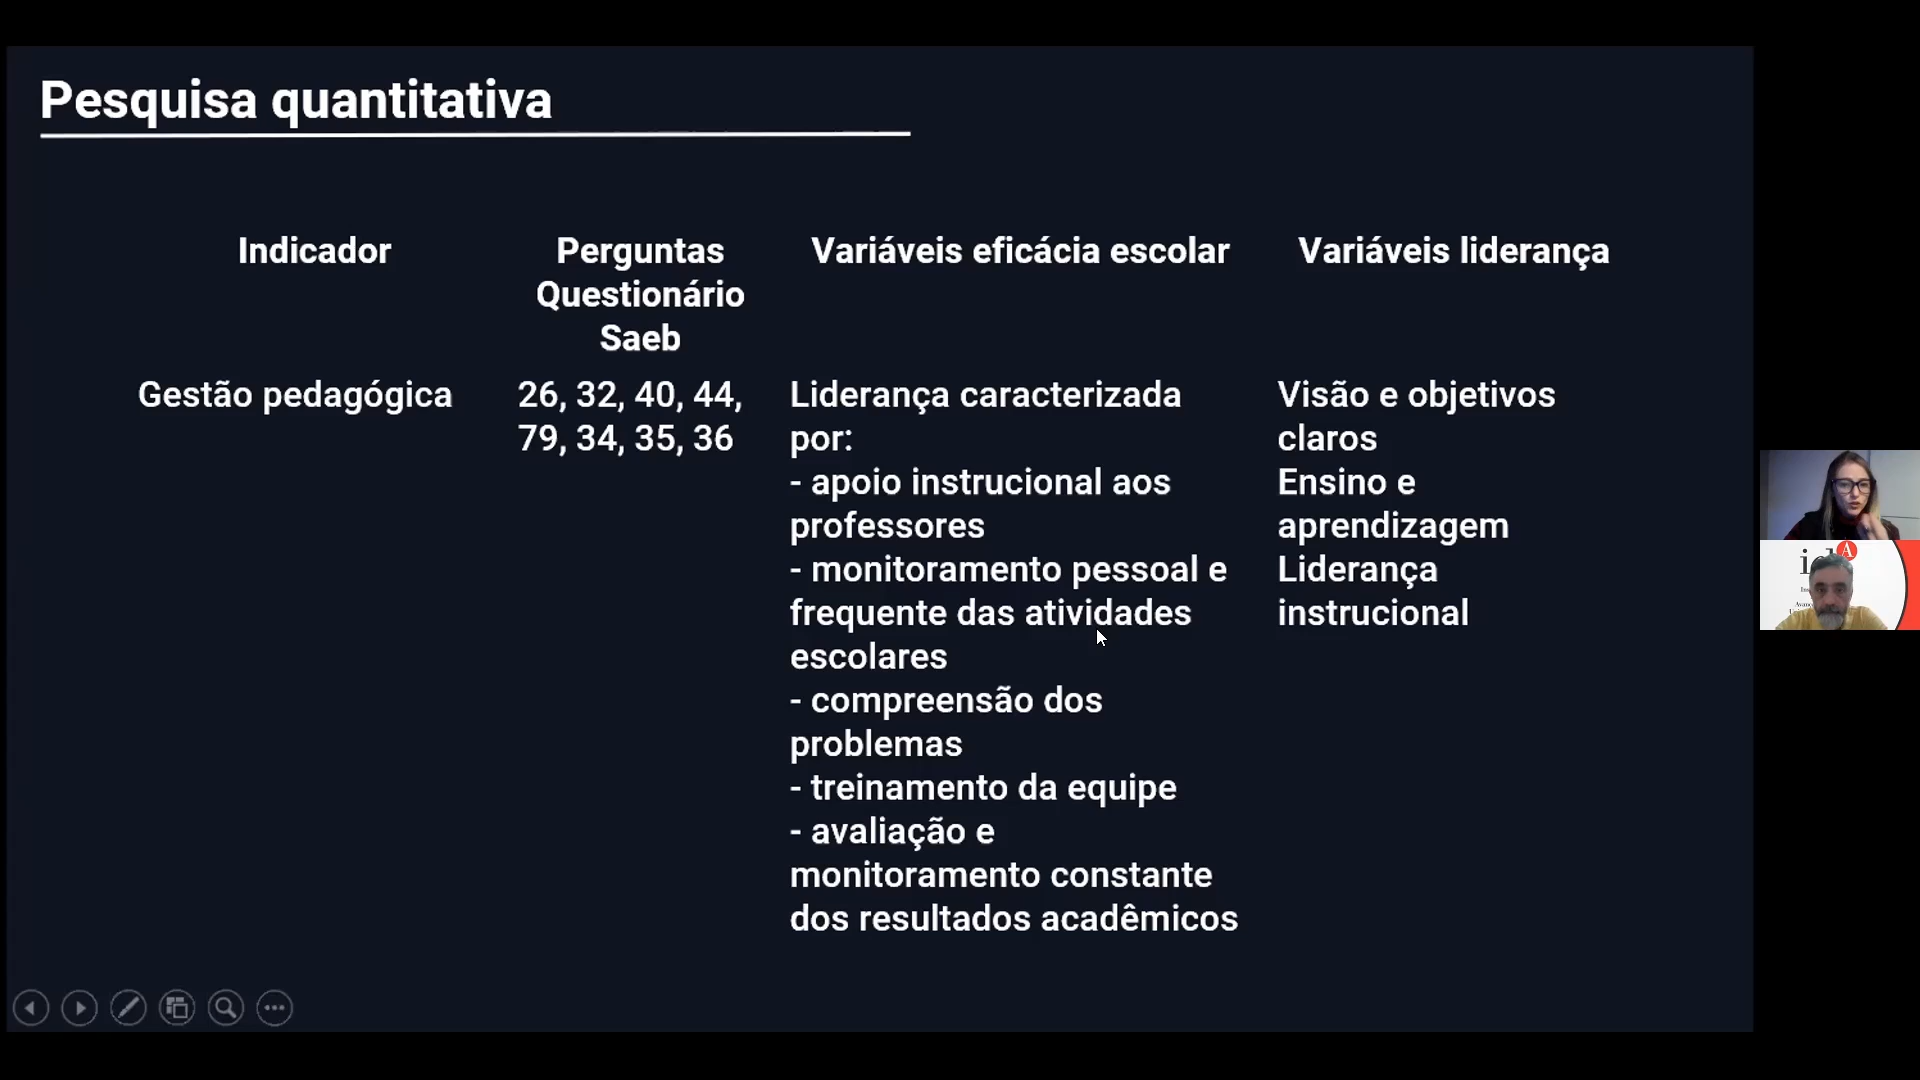 Pesquisa quantitativa
Indicador
Perguntas
Questionário
Saeb
Variáveis eficácia escolar
Variáveis liderança
Gestão pedagógica
26, 32, 40, 44,
79, 34, 35, 36
Liderança caracterizada
por:
- apoio instrucional aos
professores
- monitoramento pessoal e
frequente das atividades
escolares
- compreensão dos
problemas
- treinamento da equipe
- avaliação e
monitoramento constante
dos resultados acadêmicos
Visão e objetivos
claros
Ensino e
aprendizagem
Liderança
instrucional
A